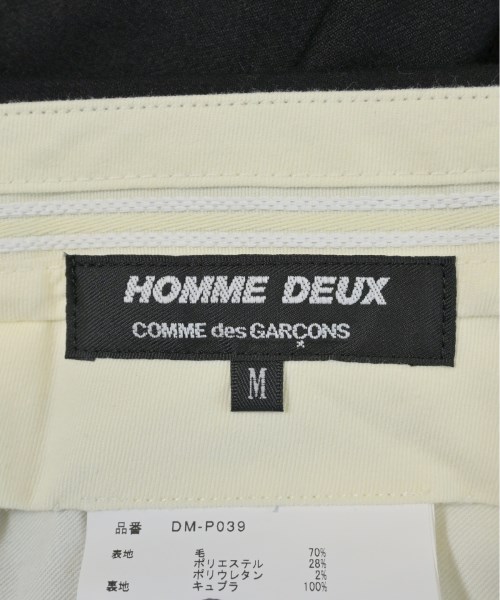 HOMME DEUX
COMME des GARÇONS
M
品番 DM-P039
表地 毛 70%
ポリエステル 28%
ポリウレタン 2%
裏地 キュプラ 100%